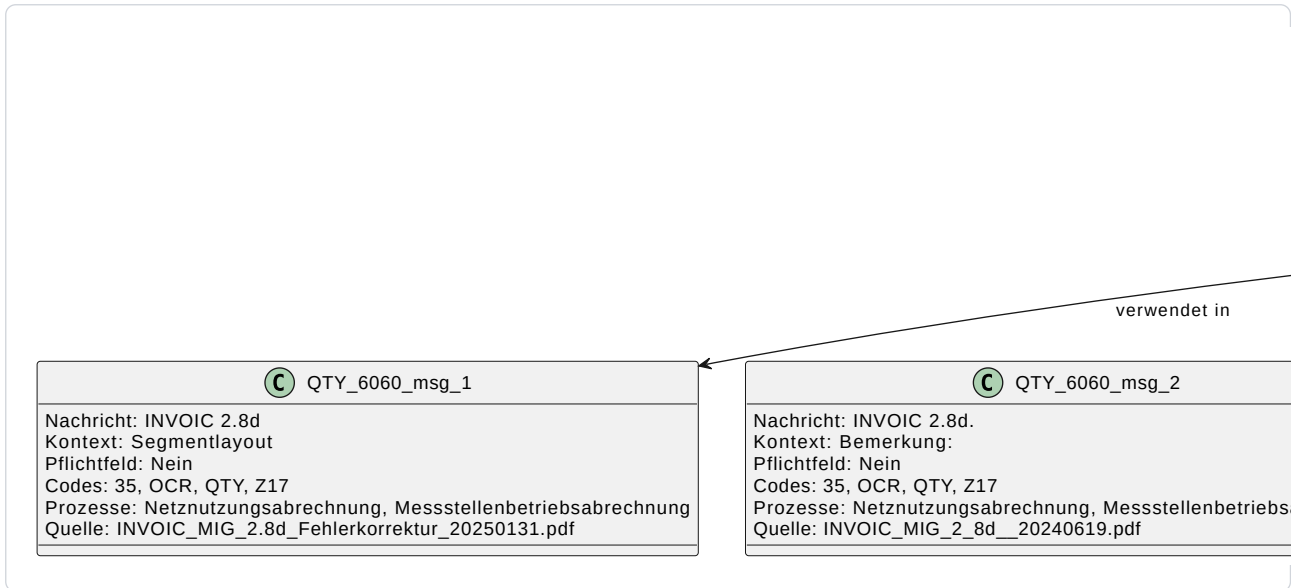 verwendet in
C QTY_6060_msg_1
Nachricht: INVOIC 2.8d
Kontext: Segmentlayout
Pflichtfeld: Nein
Codes: 35, OCR, QTY, Z17
Prozesse: Netznutzungsabrechnung, Messstellenbetriebsabrechnung
Quelle: INVOIC_MIG_2.8d_Fehlerkorrektur_20250131.pdf
C QTY_6060_msg_2
Nachricht: INVOIC 2.8d.
Kontext: Bemerkung:
Pflichtfeld: Nein
Codes: 35, OCR, QTY, Z17
Prozesse: Netznutzungsabrechnung,
Quelle: INVOIC_MIG_2_8d__20240619.pdf